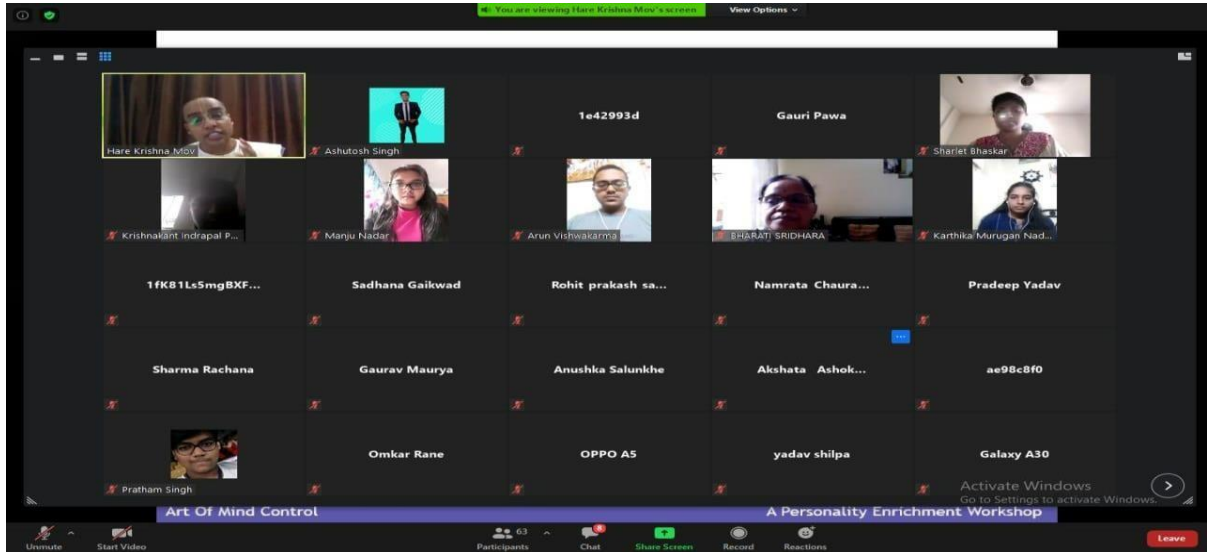 You are viewing Hare Krishna Mov's screen
View Options
Hare Krishna Mov
Ashutosh Singh
1e42993d
Gauri Pawa
Sharlet Bhaskar
Krishnakant Indrapal P...
Manju Nadar
Arun Vishwakarma
BHARATI SRIDHARA
Karthika Murugan Nad...
1fK81Ls5mgBXF...
Sadhana Gaikwad
Rohit prakash sa...
Namrata Chaura...
Pradeep Yadav
Sharma Rachana
Gaurav Maurya
Anushka Salunkhe
Akshata Ashok...
ae98c8f0
Pratham Singh
Omkar Rane
OPPO A5
yadav shilpa
Galaxy A30
Activate Windows
Go to Settings to activate Windows.
Art Of Mind Control
A Personality Enrichment Workshop
Unmute
Start Video
63
Participants
Chat
Share Screen
Record
Reactions
Leave